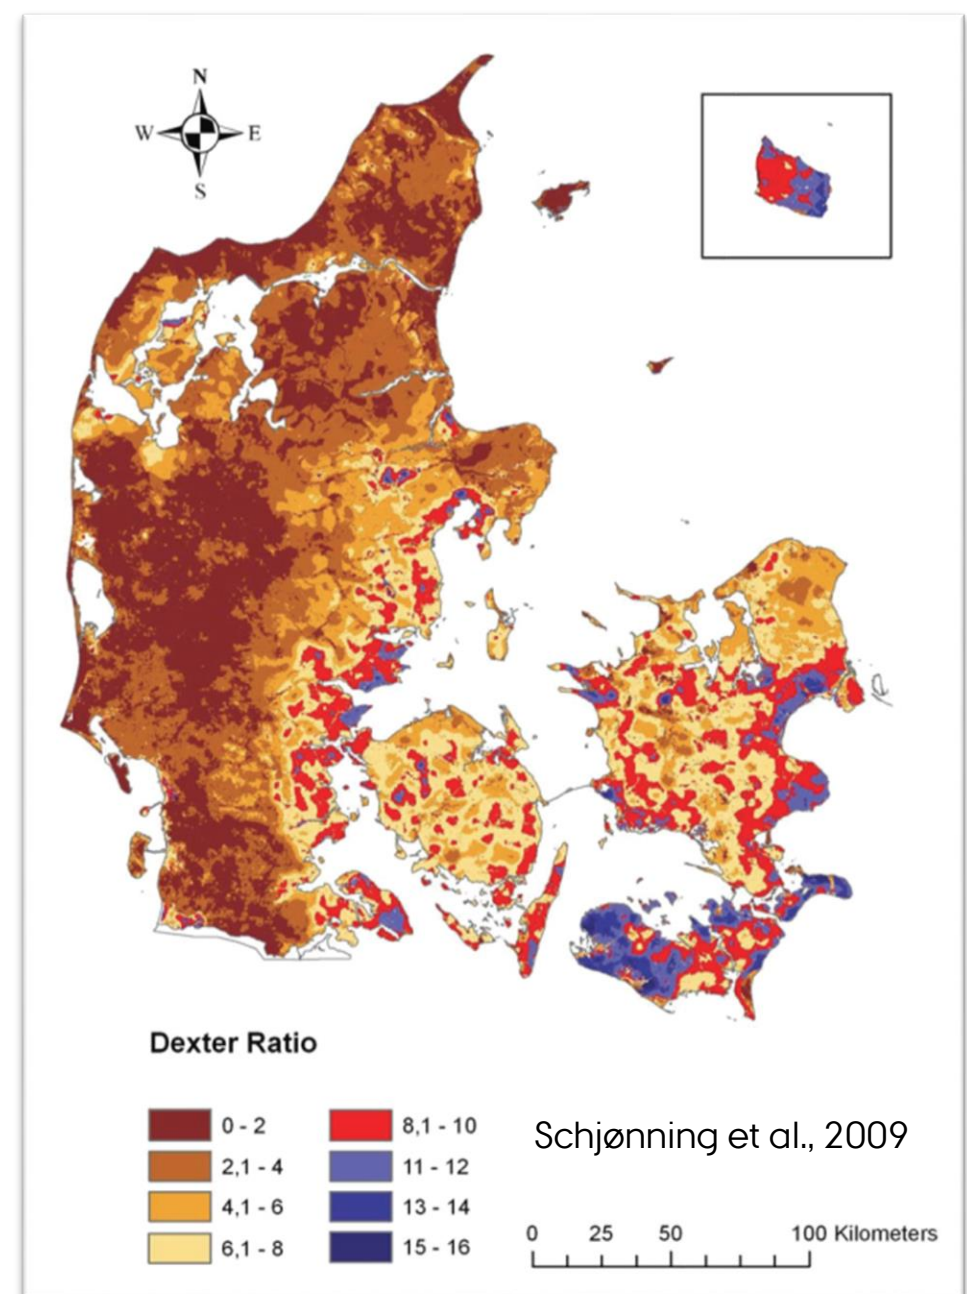 N
W E
S
Dexter Ratio
0 - 2
2,1 - 4
4,1 - 6
6,1 - 8
8,1 - 10
11 - 12
13 - 14
15 - 16
Schjønning et al., 2009
0 25 50 100 Kilometers